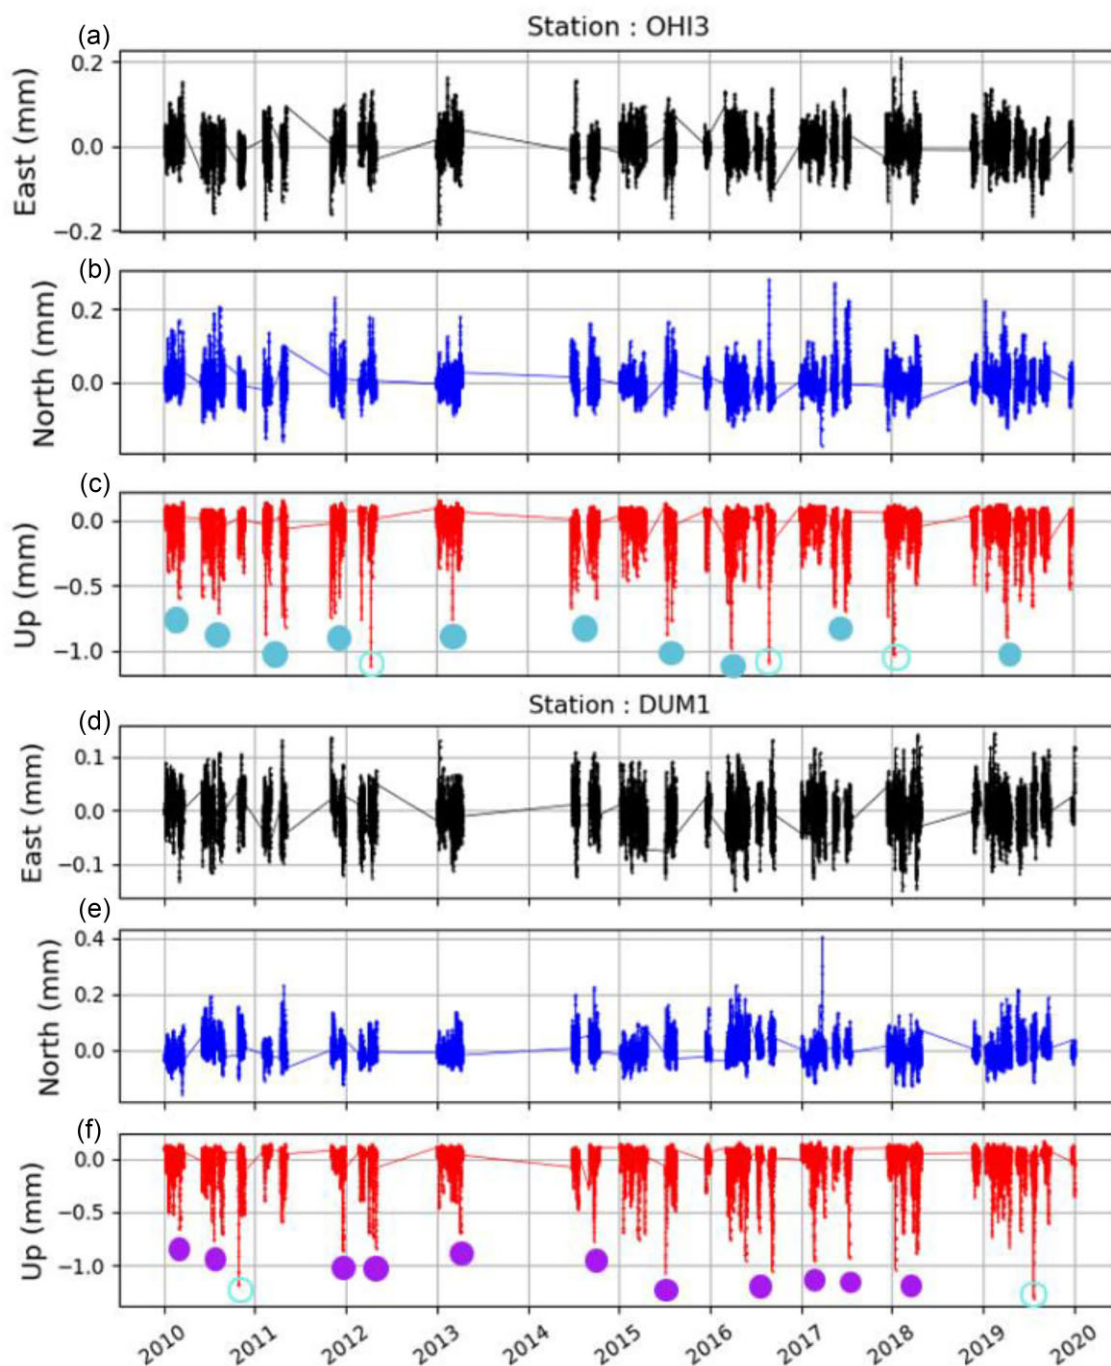 Station : OHI3
(a)
East (mm)
0.2
0.0
−0.2
(b)
North (mm)
0.2
0.0
(c)
Up (mm)
0.0
−0.5
−1.0
Station : DUM1
(d)
East (mm)
0.1
0.0
−0.1
(e)
North (mm)
0.4
0.2
0.0
(f)
Up (mm)
0.0
−0.5
−1.0
2010 2011 2012 2013 2014 2015 2016 2017 2018 2019 2020